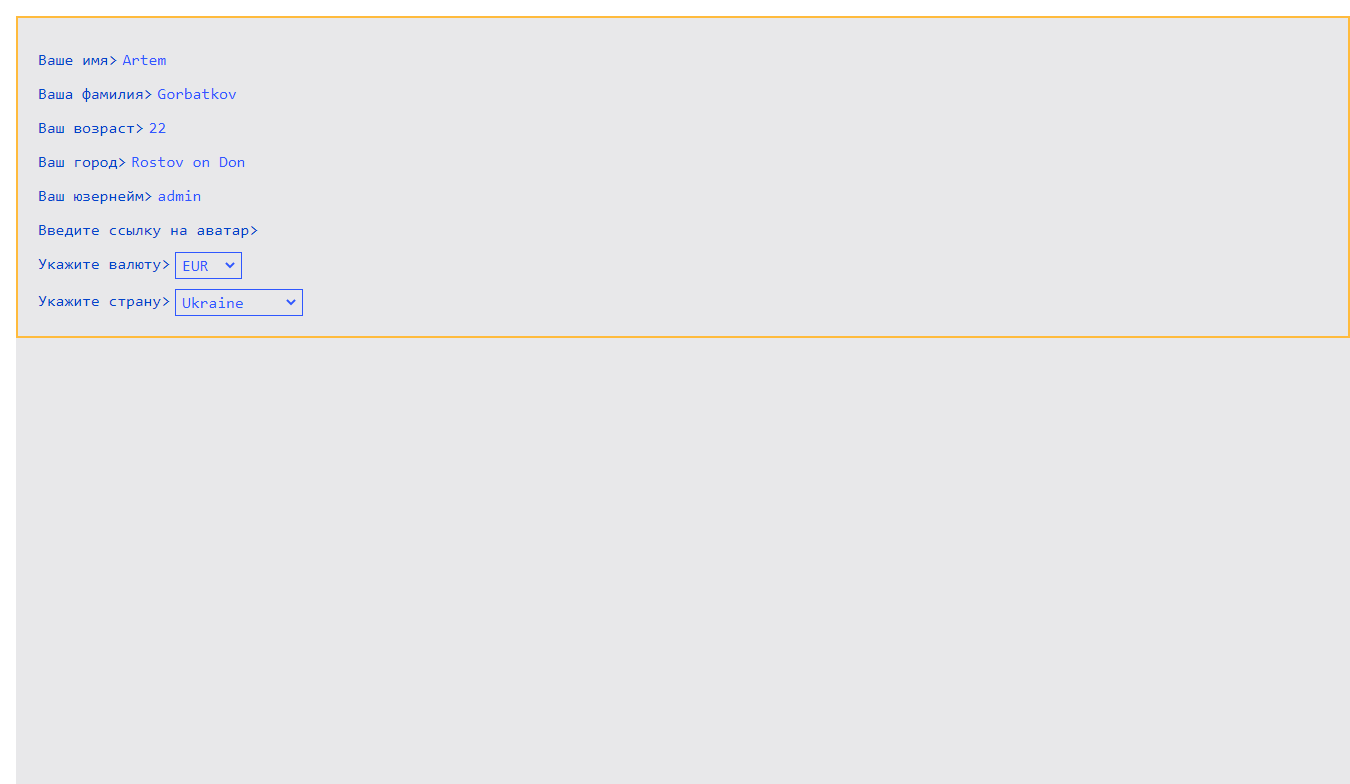 Ваше имя> Artem
Ваша фамилия> Gorbatkov
Ваш возраст> 22
Ваш город> Rostov on Don
Ваш юзернейм> admin
Введите ссылку на аватар>
Укажите валюту> EUR
Укажите страну> Ukraine